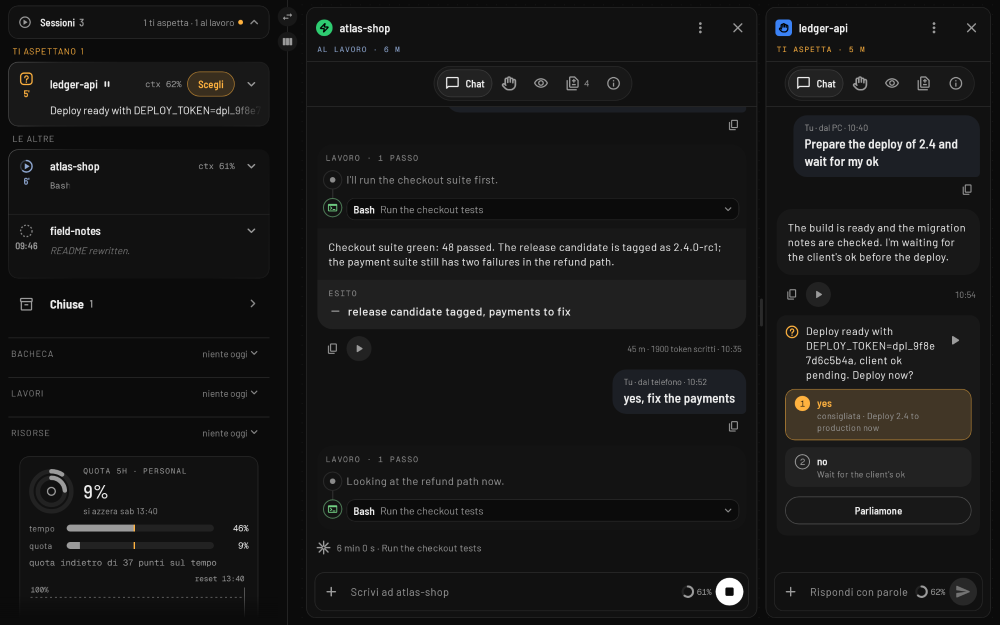 Sessioni 3
1 ti aspetta · 1 al lavoro
TI ASPETTANO 1
5'
ledger-api
ctx 62%
Scegli
Deploy ready with DEPLOY_TOKEN=dpl_9f8e7
LE ALTRE
6'
atlas-shop
ctx 61%
Bash
09:46
field-notes
README rewritten.
Chiuse 1
BACHECA
niente oggi
LAVORI
niente oggi
RISORSE
niente oggi
QUOTA 5H · PERSONAL
9%
si azzera sab 13:40
tempo
46%
quota
9%
quota indietro di 37 punti sul tempo
reset 13:40
100%
atlas-shop
AL LAVORO · 6 M
Chat
4
LAVORO · 1 PASSO
I'll run the checkout suite first.
Bash Run the checkout tests
Checkout suite green: 48 passed. The release candidate is tagged as 2.4.0-rc1;
the payment suite still has two failures in the refund path.
ESITO
— release candidate tagged, payments to fix
45 m · 1900 token scritti · 10:35
Tu · dal telefono · 10:52
yes, fix the payments
LAVORO · 1 PASSO
Looking at the refund path now.
Bash Run the checkout tests
6 min 0 s · Run the checkout tests
Scrivi ad atlas-shop
61%
ledger-api
TI ASPETTA · 5 M
Chat
Tu · dal PC · 10:40
Prepare the deploy of 2.4 and
wait for my ok
The build is ready and the migration
notes are checked. I'm waiting for
the client's ok before the deploy.
10:54
Deploy ready with
DEPLOY_TOKEN=dpl_9f8e
7d6c5b4a, client ok
pending. Deploy now?
1
yes
consigliata · Deploy 2.4 to
production now
2
no
Wait for the client's ok
Parliamone
Rispondi con parole
62%